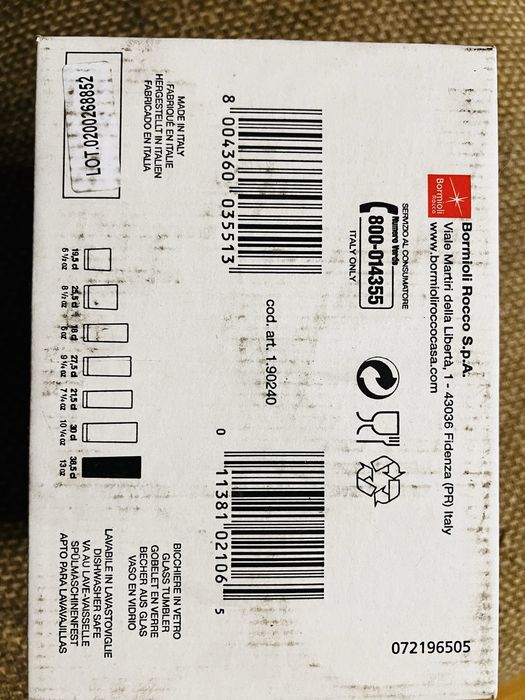 Bormioli
ROCCO
Bormioli Rocco S.p.A.
Viale Martiri della Libertà, 1 - 43036 Fidenza (PR) Italy
www.bormioliroccocasa.com
SERVIZIO AL CONSUMATORE
Numero Verde
800-014355
ITALY ONLY
072196505
8 004360 035513
cod. art. 1.90240
0 11381 02106 5
MADE IN ITALY
FABRIQUÉ EN ITALIE
HERGESTELLT IN ITALIEN
FABRICADO EN ITALIA
LOT.0200268852
BICCHIERE IN VETRO
GLASS TUMBLER
GOBELET EN VERRE
BECHER AUS GLAS
VASO EN VIDRIO
19,5 cl
6 ½ oz
25,5 cl
8 ½ oz
18 cl
6 oz
27,5 cl
9 ¼ oz
21,5 cl
7 ¼ oz
30 cl
10 ¼ oz
38,5 cl
13 oz
LAVABILE IN LAVASTOVIGLIE
DISHWASHER SAFE
VA AU LAVE-VAISSELLE
SPÜLMASCHINENFEST
APTO PARA LAVAVAJILLAS